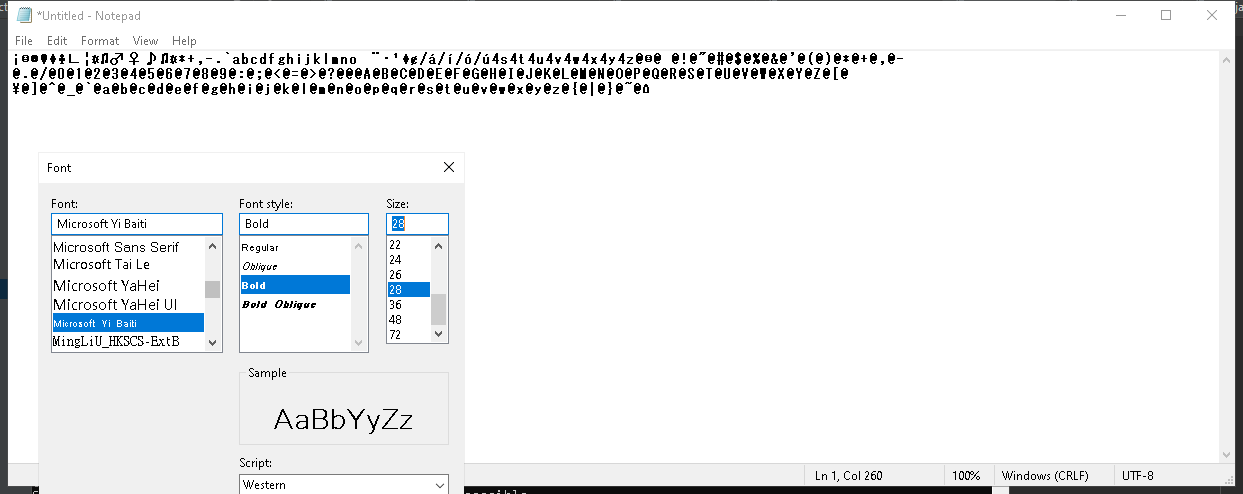 *Untitled - Notepad
File Edit Format View Help
@.@/@0@1@2@3@4@5@6@7@8@9@:@;@<@=@>@?@@@A@B@C@D@E@F@G@H@I@J@K@L@M@N@O@P@Q@R@S@T@U@V@W@X@Y@Z@[@
Font
Font: Font style: Size:
Microsoft Yi Baiti Bold 28
Microsoft Sans Serif
Microsoft Tai Le
Microsoft YaHei
Microsoft YaHei UI
Microsoft Yi Baiti
MingLiU_HKSCS-ExtB
Regular
Oblique
Bold
Bold Oblique
22
24
26
28
36
48
72
Sample
AaBbYyZz
Script:
Western
Ln 1, Col 260 100% Windows (CRLF) UTF-8